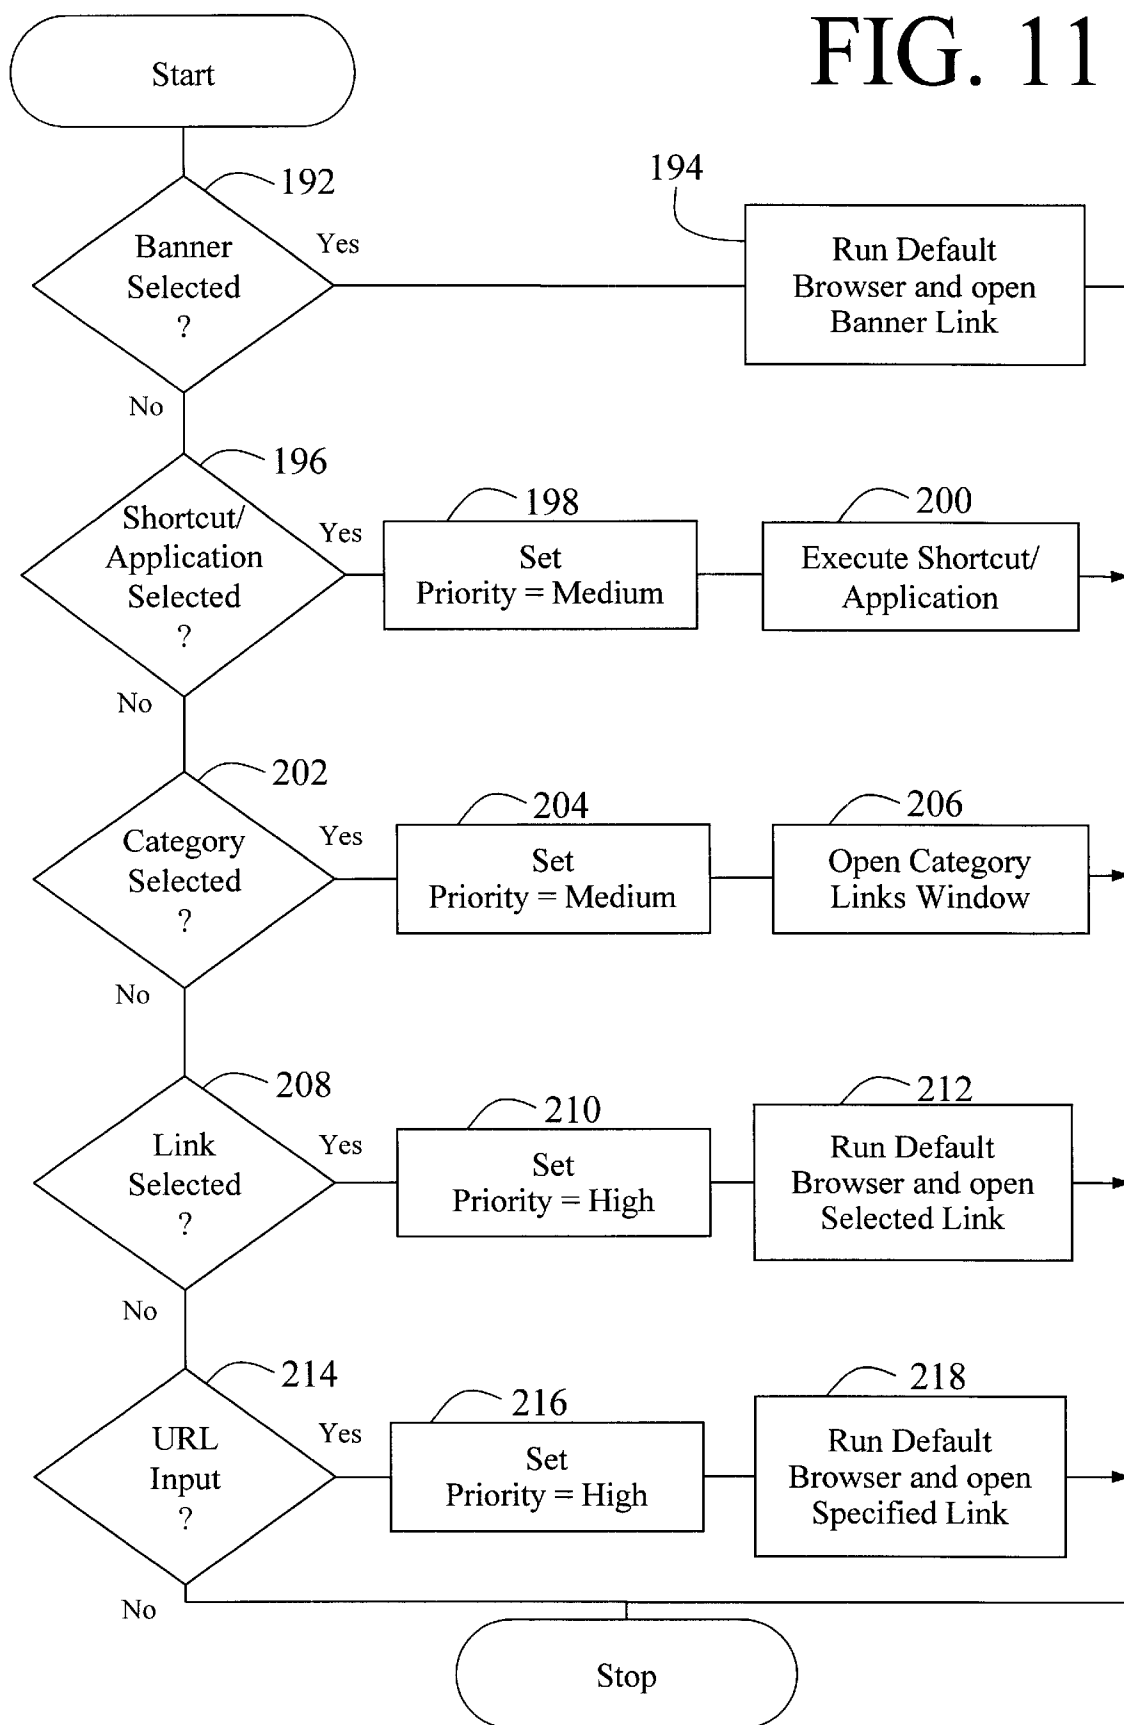 FIG. 11
Start
192
194
Banner
Selected
?
Yes
Run Default
Browser and open
Banner Link
No
196
198
200
Shortcut/
Application
Selected
?
Yes
Set
Priority = Medium
Execute Shortcut/
Application
No
202
204
206
Category
Selected
?
Yes
Set
Priority = Medium
Open Category
Links Window
No
208
210
212
Link
Selected
?
Yes
Set
Priority = High
Run Default
Browser and open
Selected Link
No
214
216
218
URL
Input
?
Yes
Set
Priority = High
Run Default
Browser and open
Specified Link
No
Stop